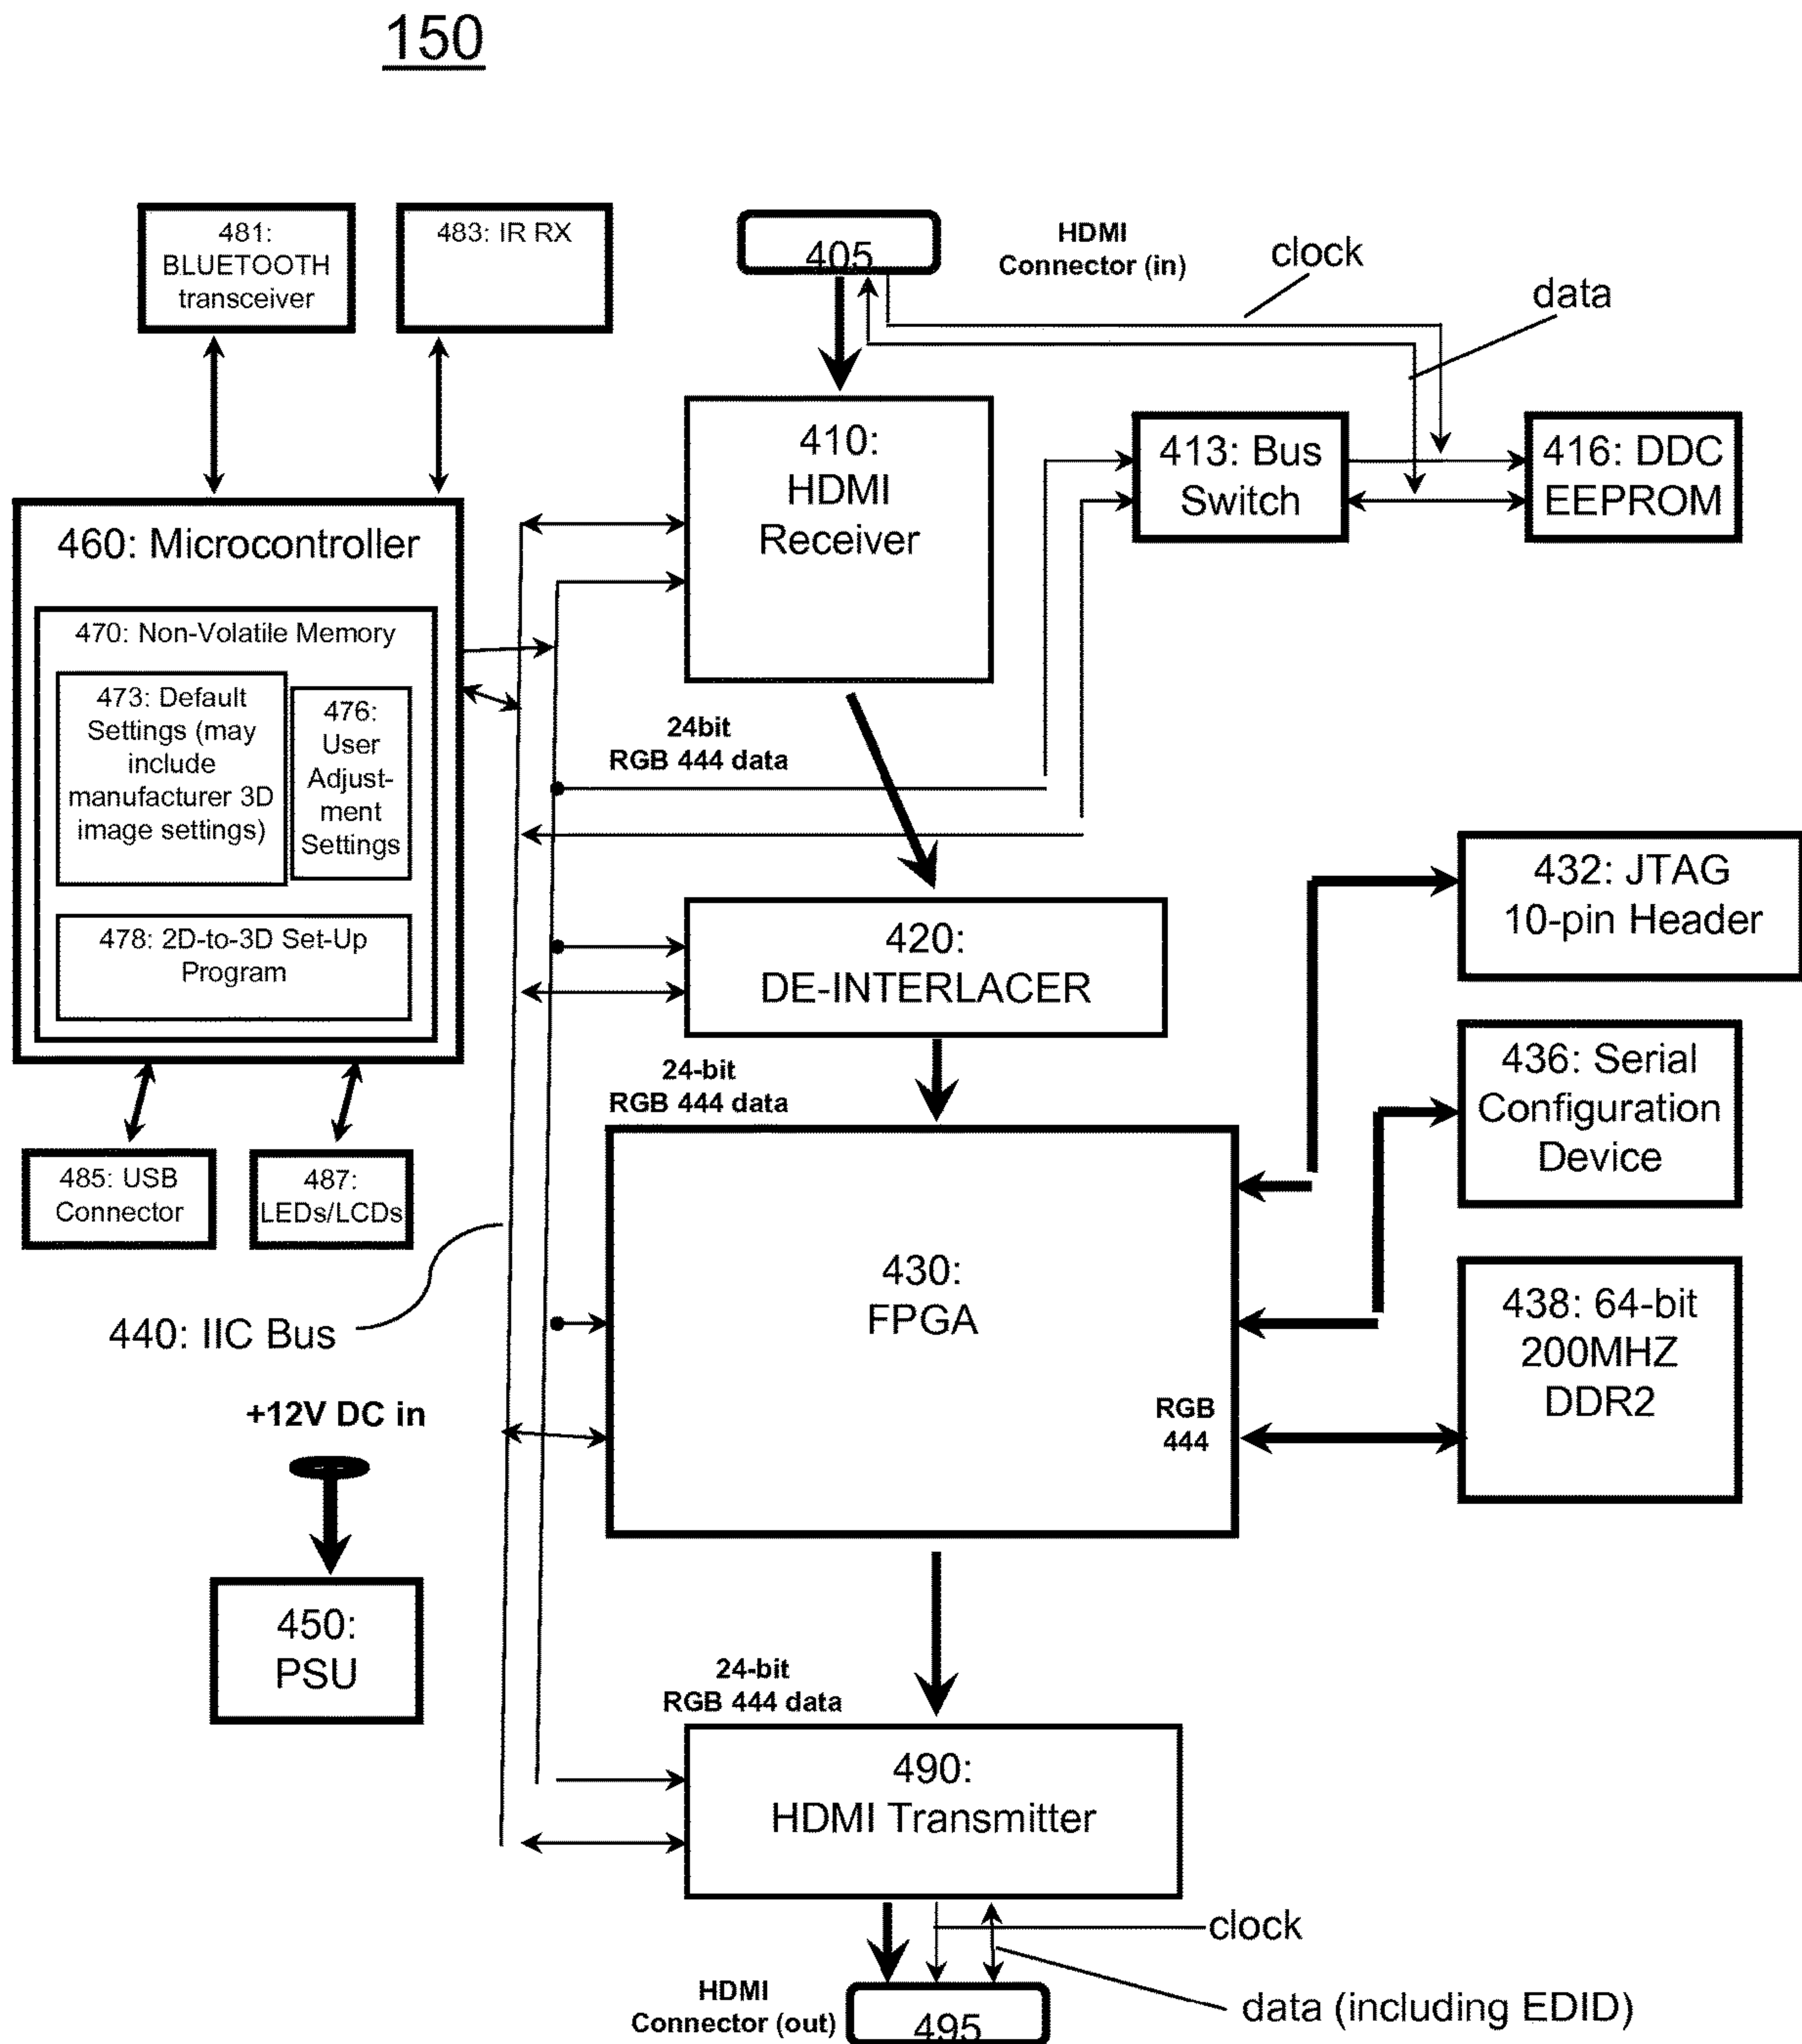 150
481:
BLUETOOTH
transceiver
483: IR RX
405
HDMI
Connector (in)
clock
data
410:
HDMI
Receiver
413: Bus
Switch
416: DDC
EEPROM
460: Microcontroller
470: Non-Volatile Memory
473: Default
Settings (may
include
manufacturer 3D
image settings)
476:
User
Adjust-
ment
Settings
478: 2D-to-3D Set-Up
Program
24bit
RGB 444 data
420:
DE-INTERLACER
432: JTAG
10-pin Header
24-bit
RGB 444 data
436: Serial
Configuration
Device
485: USB
Connector
487:
LEDs/LCDs
430:
FPGA
440: IIC Bus
438: 64-bit
200MHZ
DDR2
RGB
444
+12V DC in
450:
PSU
24-bit
RGB 444 data
490:
HDMI Transmitter
clock
HDMI
Connector (out)
495
data (including EDID)